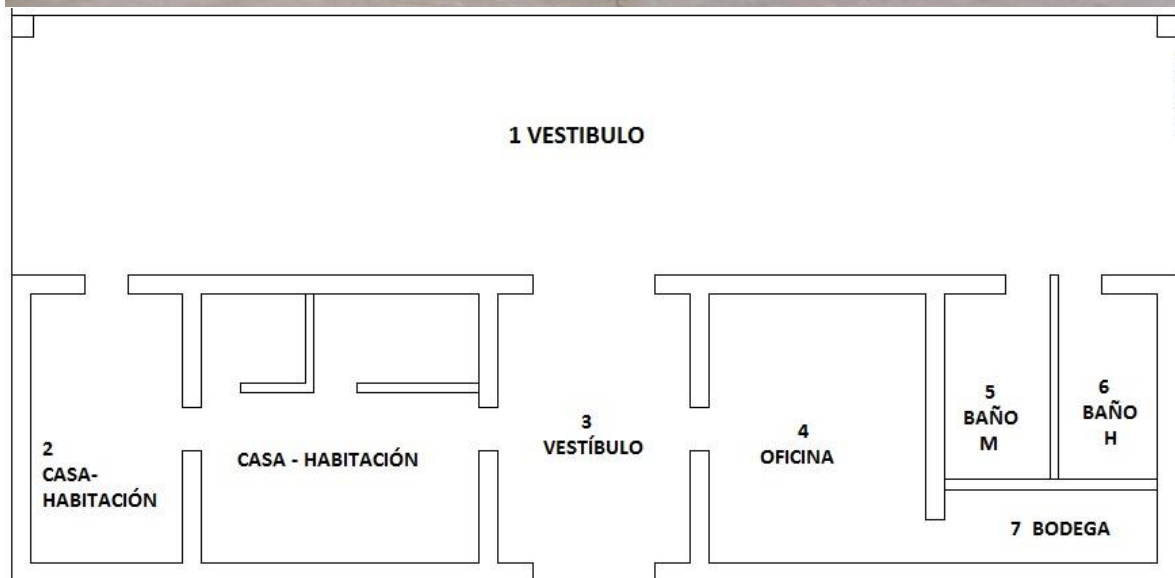 1 VESTIBULO
2
CASA-
HABITACIÓN
CASA - HABITACIÓN
3
VESTÍBULO
4
OFICINA
5
BAÑO
M
6
BAÑO
H
7 BODEGA